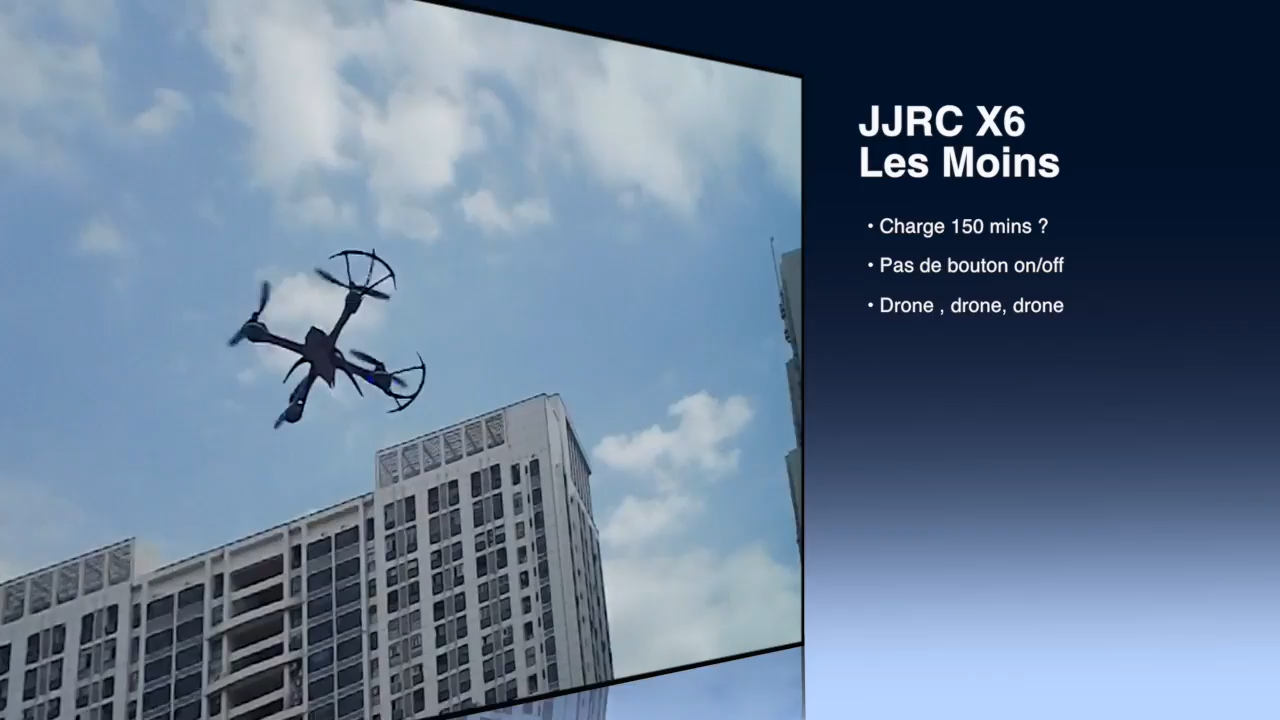 JJRC X6
Les Moins
• Charge 150 mins ?
• Pas de bouton on/off
• Drone , drone, drone